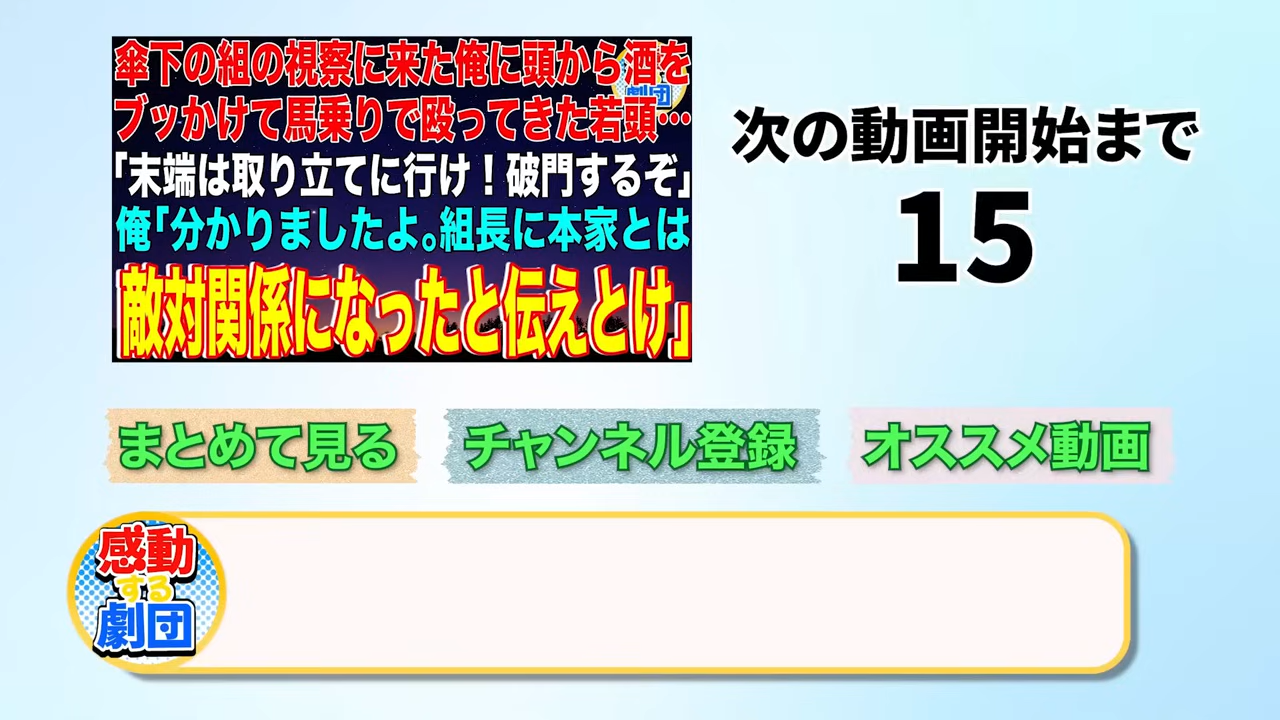 傘下の組の視察に来た俺に頭から酒を
ブッかけて馬乗りで殴ってきた若頭…
「末端は取り立てに行け！破門するぞ」
俺「分かりましたよ。組長に本家とは
敵対関係になったと伝えとけ」
劇団
次の動画開始まで
15
まとめて見る
チャンネル登録
オススメ動画
感動
する
劇団